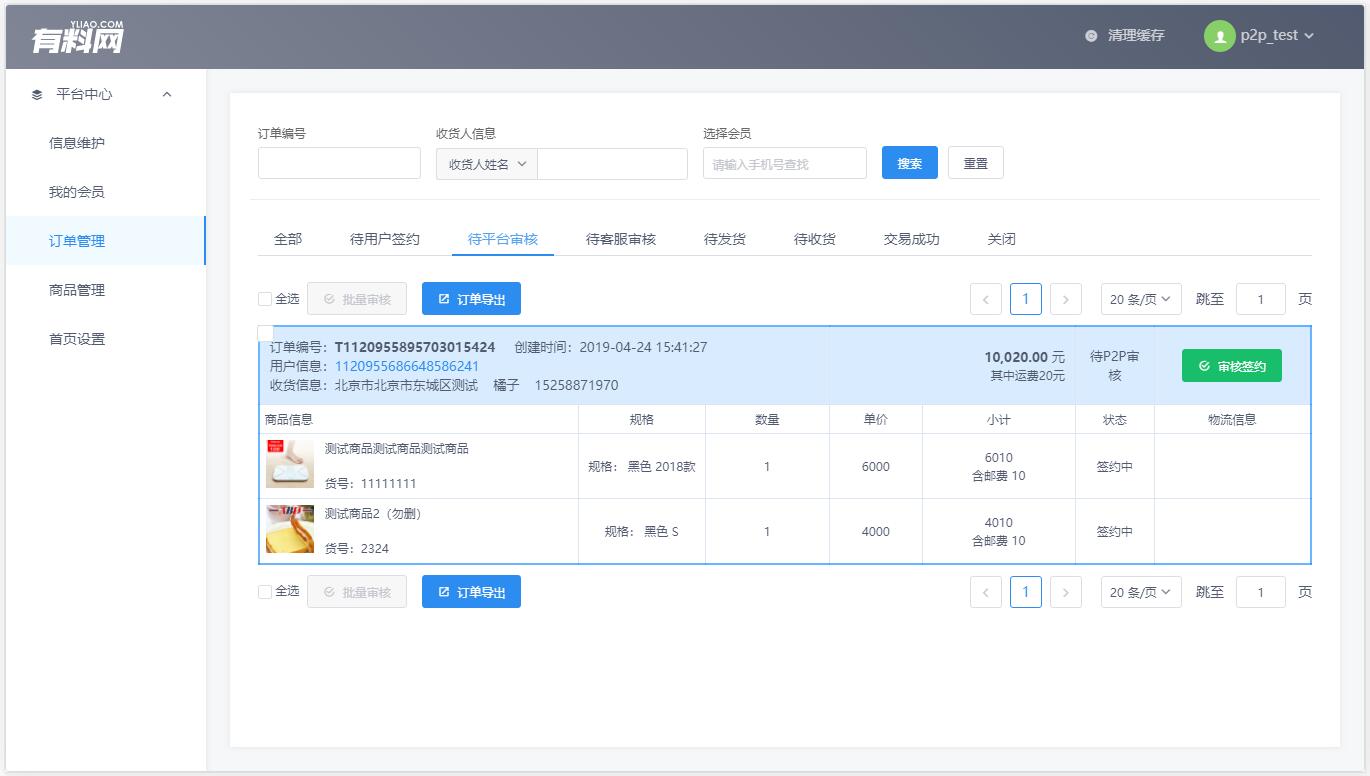 YLIAO.COM
有料网
清理缓存
p2p_test
平台中心
信息维护
我的会员
订单管理
商品管理
首页设置
订单编号 收货人信息 选择会员
收货人姓名 请输入手机号查找 搜索 重置
全部 待用户签约 待平台审核 待客服审核 待发货 待收货 交易成功 关闭
全选 批量审核 订单导出 1 20 条/页 跳至 1 页
订单编号：T1120955895703015424 创建时间：2019-04-24 15:41:27
用户信息：1120955686648586241
收货信息：北京市北京市东城区测试 橘子 15258871970
10,020.00 元
其中运费20元
待P2P审
核
审核签约
商品信息 规格 数量 单价 小计 状态 物流信息
测试商品测试商品测试商品
货号：11111111
规格： 黑色 2018款 1 6000
6010
含邮费 10
签约中
测试商品2（勿删）
货号：2324
规格： 黑色 S 1 4000
4010
含邮费 10
签约中
全选 批量审核 订单导出 1 20 条/页 跳至 1 页